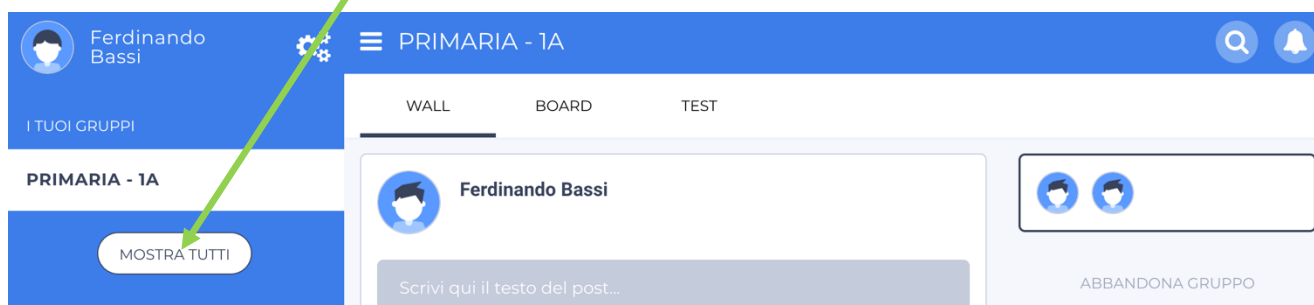 Ferdinando
Bassi
I TUOI GRUPPI
PRIMARIA - 1A
MOSTRA TUTTI
PRIMARIA - 1A
WALL BOARD TEST
Ferdinando Bassi
Scrivi qui il testo del post...
ABBANDONA GRUPPO